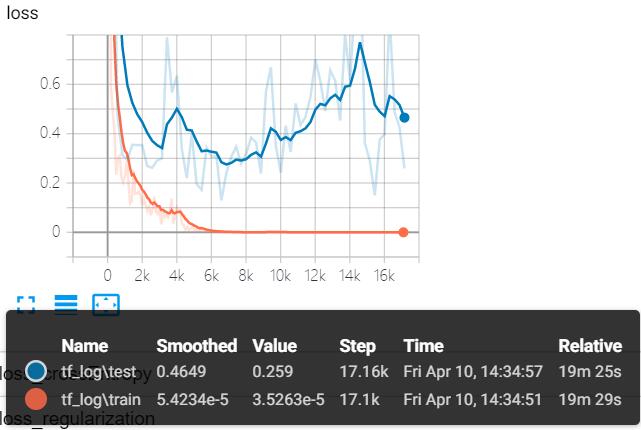 loss
0.6
0.4
0.2
0
0 2k 4k 6k 8k 10k 12k 14k 16k
Name Smoothed Value Step Time Relative
loss_cross_entropy
tf_log\test 0.4649 0.259 17.16k Fri Apr 10, 14:34:57 19m 25s
tf_log\train 5.4234e-5 3.5263e-5 17.1k Fri Apr 10, 14:34:51 19m 29s
loss_regularization